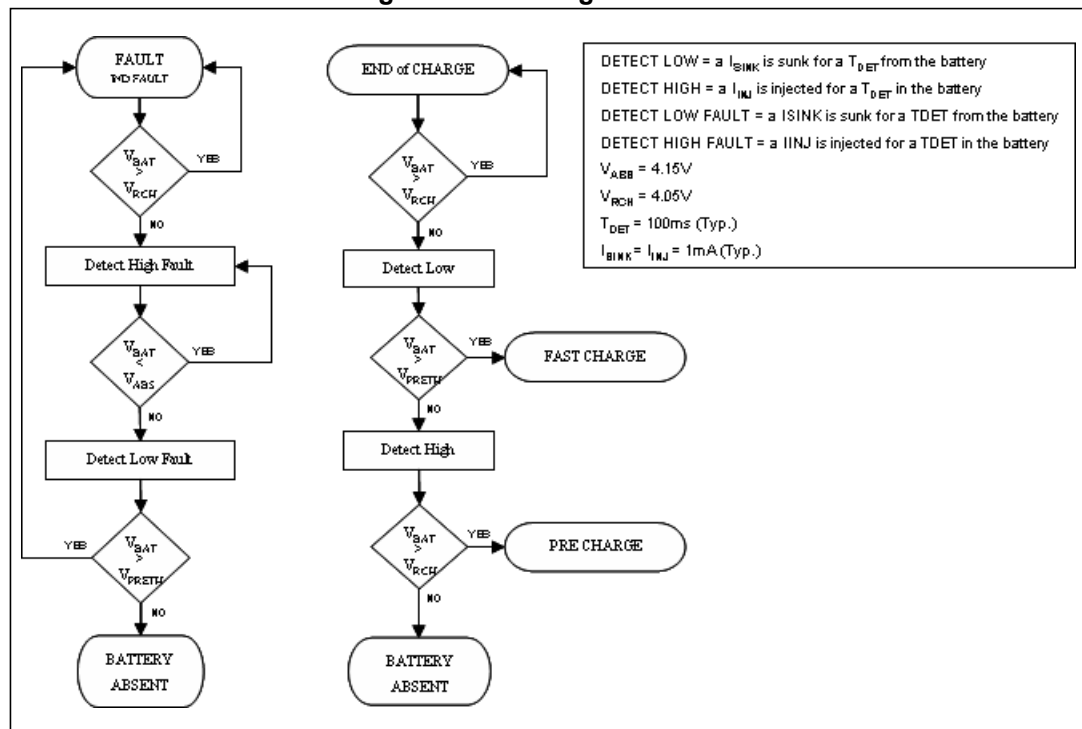 FAULT
IND FAULT
VBAT
>
VRCH
YES
NO
Detect High Fault
VBAT
<
VABS
YES
NO
Detect Low Fault
VBAT
>
VPRETH
YES
NO
BATTERY
ABSENT
END of CHARGE
VBAT
>
VRCH
YES
NO
Detect Low
VBAT
>
VPRETH
YES
FAST CHARGE
NO
Detect High
VBAT
>
VRCH
YES
PRE CHARGE
NO
BATTERY
ABSENT
DETECT LOW = a ISINK is sunk for a TDET from the battery
DETECT HIGH = a IINJ is injected for a TDET in the battery
DETECT LOW FAULT = a ISINK is sunk for a TDET from the battery
DETECT HIGH FAULT = a IINJ is injected for a TDET in the battery
VABS = 4.15V
VRCH = 4.05V
TDET = 100ms (Typ.)
ISINK = IINJ = 1mA (Typ.)